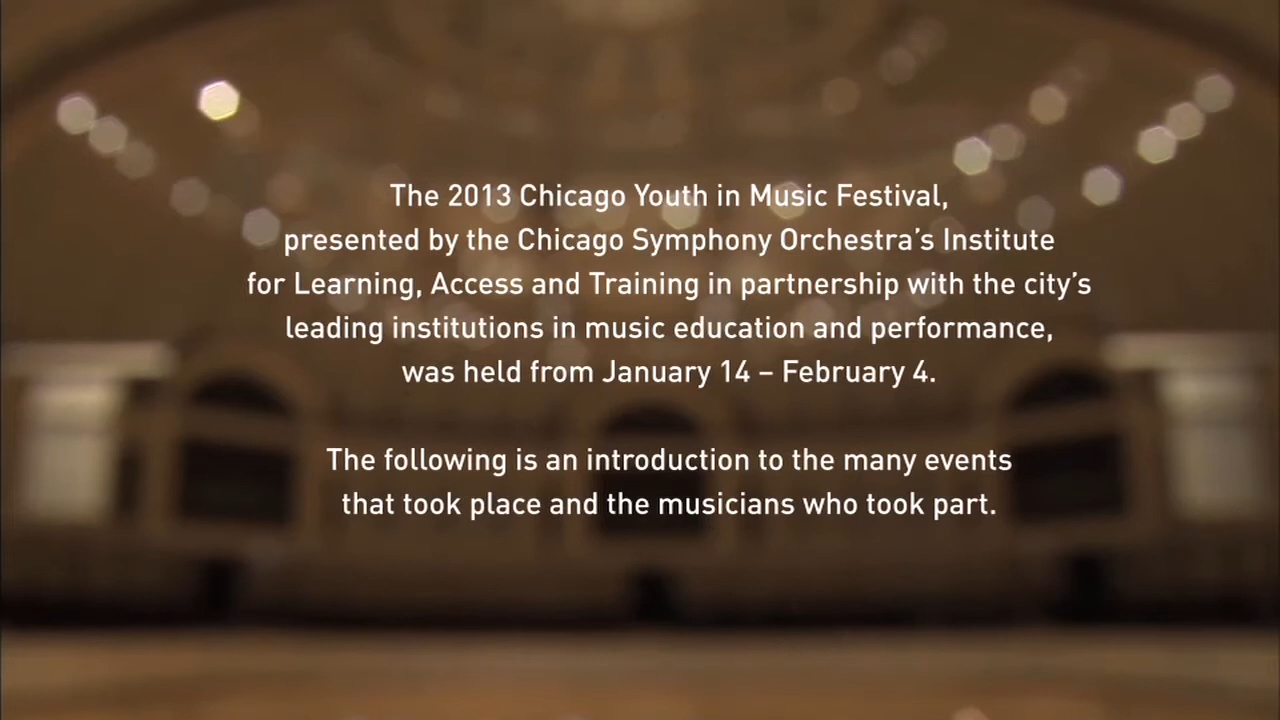 The 2013 Chicago Youth in Music Festival,
presented by the Chicago Symphony Orchestra’s Institute
for Learning, Access and Training in partnership with the city’s
leading institutions in music education and performance,
was held from January 14 – February 4.
The following is an introduction to the many events
that took place and the musicians who took part.